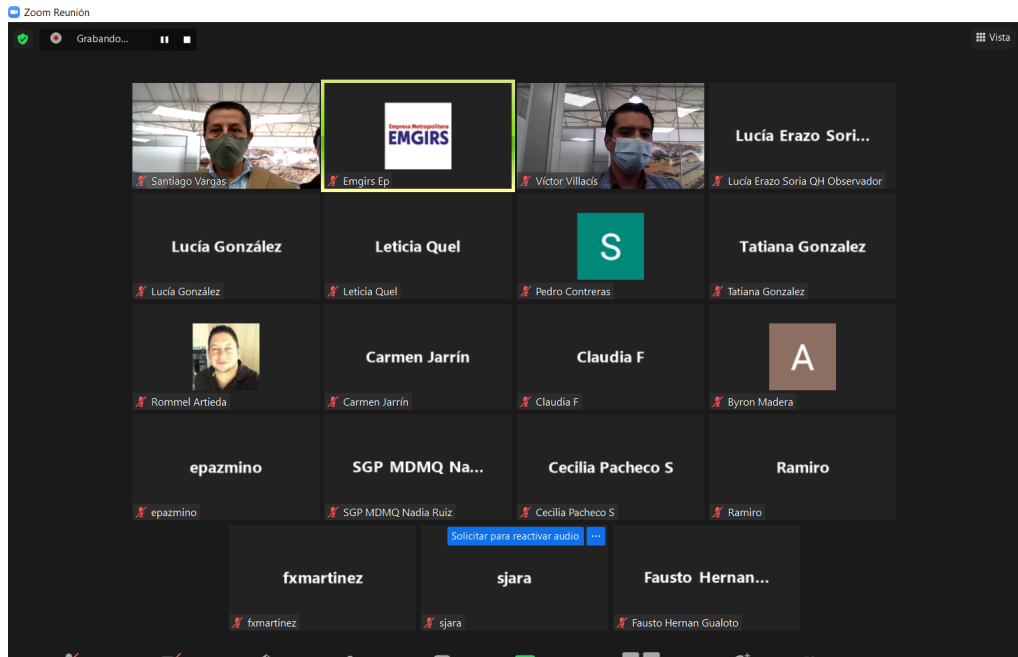 Zoom Reunión
Grabando...
Vista
Empresa Metropolitana
EMGIRS
Lucía Erazo Sori...
Santiago Vargas
Emgirs Ep
Víctor Villacís
Lucía Erazo Soria QH Observador
Lucía González
Leticia Quel
S
Tatiana Gonzalez
Lucía González
Leticia Quel
Pedro Contreras
Tatiana Gonzalez
Carmen Jarrín
Claudia F
A
Rommel Artieda
Carmen Jarrín
Claudia F
Byron Madera
epazmino
SGP MDMQ Na...
Cecilia Pacheco S
Ramiro
epazmino
SGP MDMQ Nadia Ruiz
Cecilia Pacheco S
Ramiro
Solicitar para reactivar audio
...
fxmartinez
sjara
Fausto Hernan...
fxmartinez
sjara
Fausto Hernan Gualoto